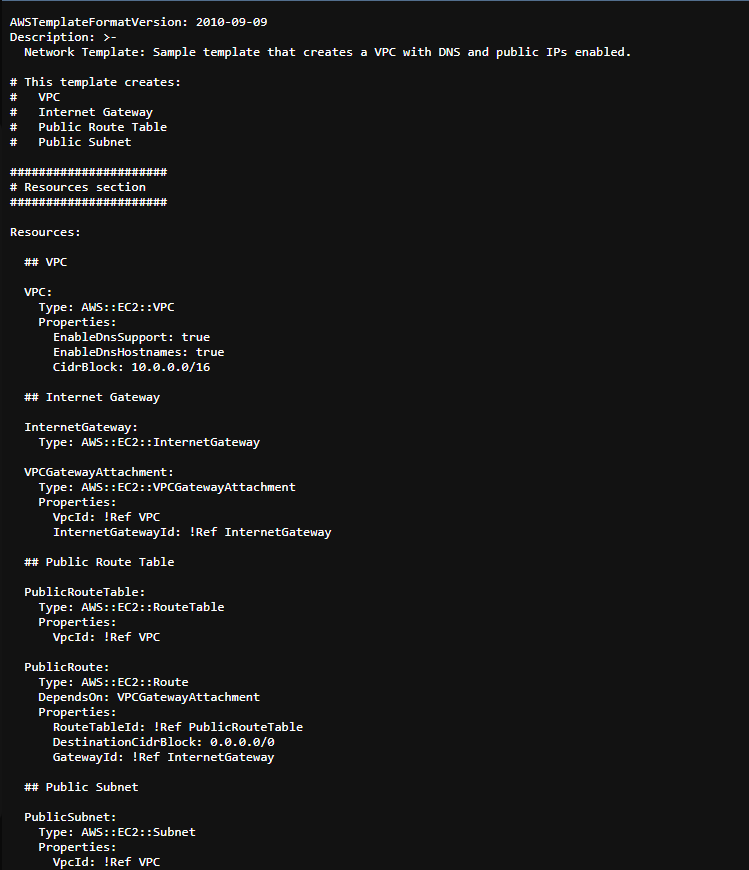 AWSTemplateFormatVersion: 2010-09-09
Description: >-
  Network Template: Sample template that creates a VPC with DNS and public IPs enabled.

# This template creates:
#   VPC
#   Internet Gateway
#   Public Route Table
#   Public Subnet

######################
# Resources section
######################

Resources:

  ## VPC

  VPC:
    Type: AWS::EC2::VPC
    Properties:
      EnableDnsSupport: true
      EnableDnsHostnames: true
      CidrBlock: 10.0.0.0/16

  ## Internet Gateway

  InternetGateway:
    Type: AWS::EC2::InternetGateway

  VPCGatewayAttachment:
    Type: AWS::EC2::VPCGatewayAttachment
    Properties:
      VpcId: !Ref VPC
      InternetGatewayId: !Ref InternetGateway

  ## Public Route Table

  PublicRouteTable:
    Type: AWS::EC2::RouteTable
    Properties:
      VpcId: !Ref VPC

  PublicRoute:
    Type: AWS::EC2::Route
    DependsOn: VPCGatewayAttachment
    Properties:
      RouteTableId: !Ref PublicRouteTable
      DestinationCidrBlock: 0.0.0.0/0
      GatewayId: !Ref InternetGateway

  ## Public Subnet

  PublicSubnet:
    Type: AWS::EC2::Subnet
    Properties:
      VpcId: !Ref VPC